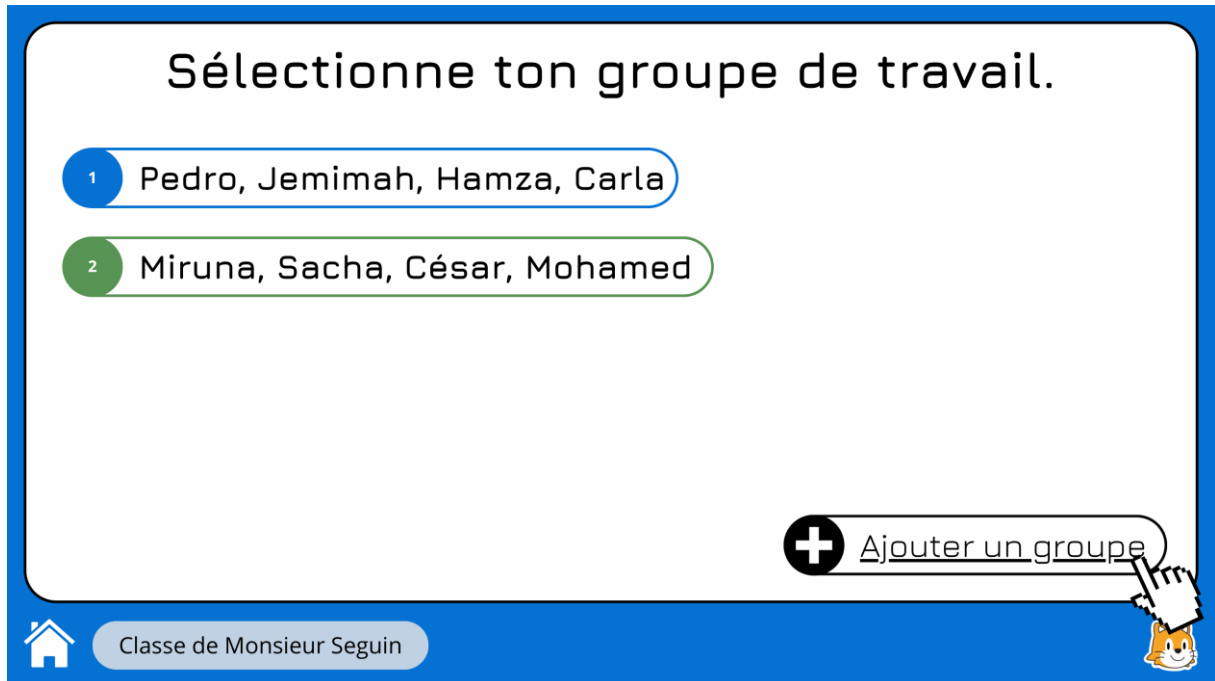 Sélectionne ton groupe de travail.
1 Pedro, Jemimah, Hamza, Carla
2 Miruna, Sacha, César, Mohamed
Ajouter un groupe
Classe de Monsieur Seguin